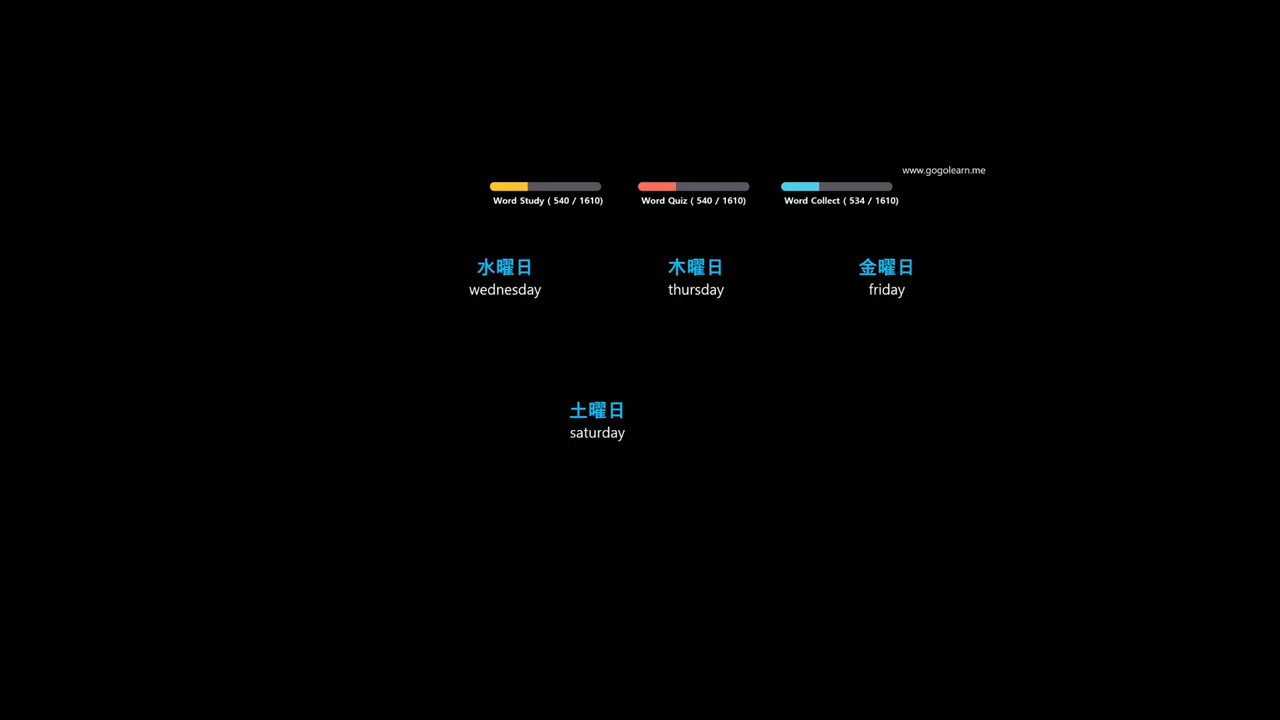 www.gogolearn.me
Word Study ( 540 / 1610)
Word Quiz ( 540 / 1610)
Word Collect ( 534 / 1610)
水曜日
wednesday
木曜日
thursday
金曜日
friday
土曜日
saturday